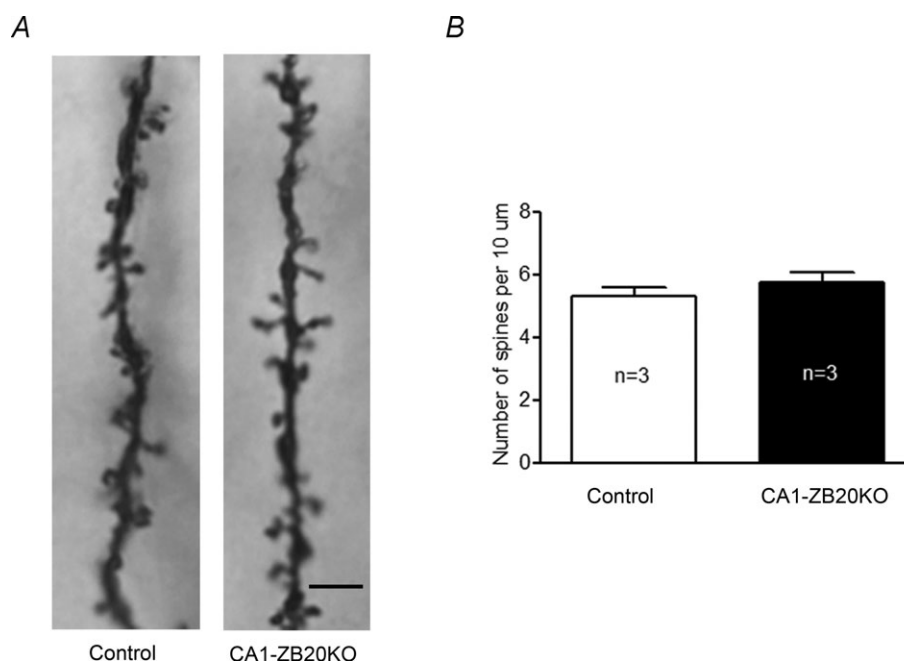 A
B
Control
CA1-ZB20KO
Number of spines per 10 um
8
6
4
2
0
n=3
n=3
Control
CA1-ZB20KO